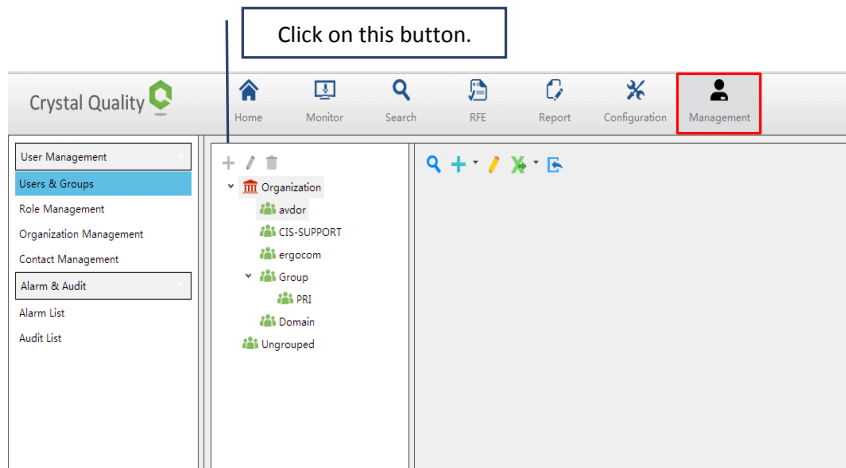 Click on this button.
Crystal Quality
Home Monitor Search RFE Report Configuration Management
User Management
Users & Groups
Role Management
Organization Management
Contact Management
Alarm & Audit
Alarm List
Audit List
Organization
avdor
CIS-SUPPORT
ergocom
Group
PRI
Domain
Ungrouped